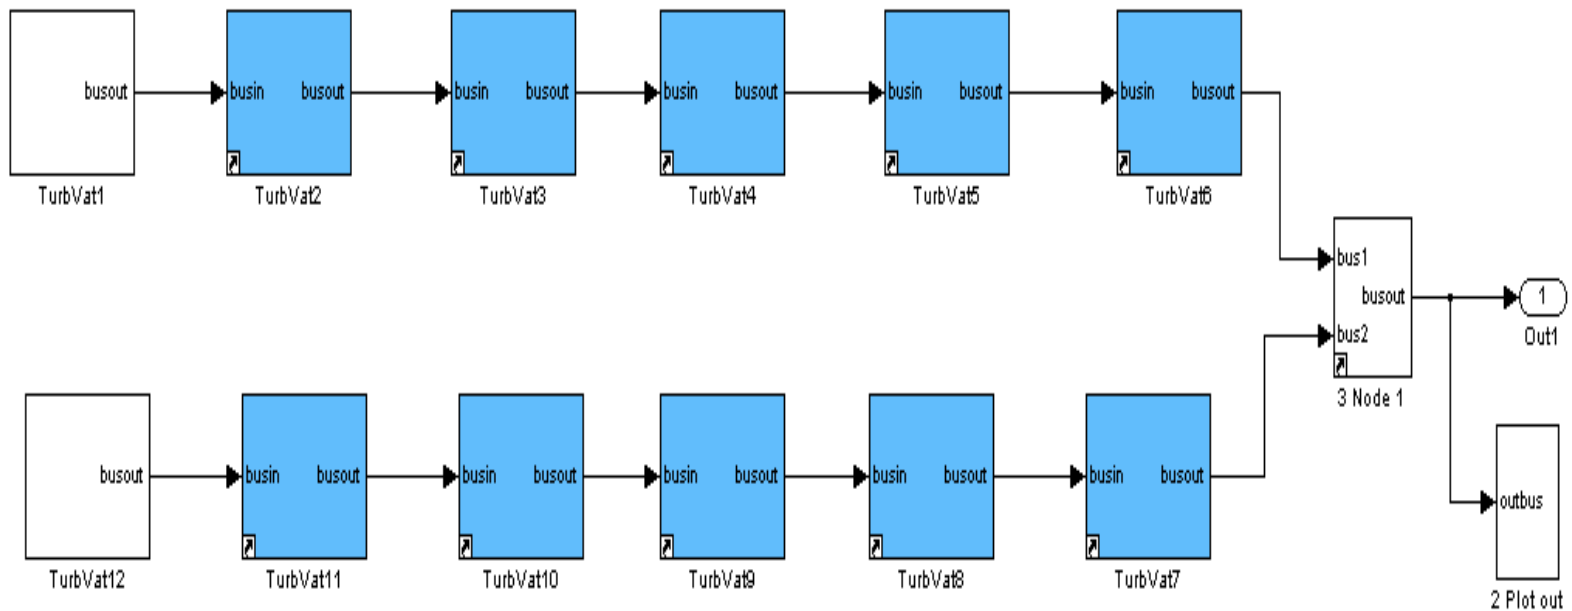 busout
busin busout
busin busout
busin busout
busin busout
busin busout
TurbVat1
TurbVat2
TurbVat3
TurbVat4
TurbVat5
TurbVat6
bus1
busout
bus2
3 Node 1
1
Out1
busout
busin busout
busin busout
busin busout
busin busout
busin busout
TurbVat12
TurbVat11
TurbVat10
TurbVat9
TurbVat8
TurbVat7
outbus
2 Plot out